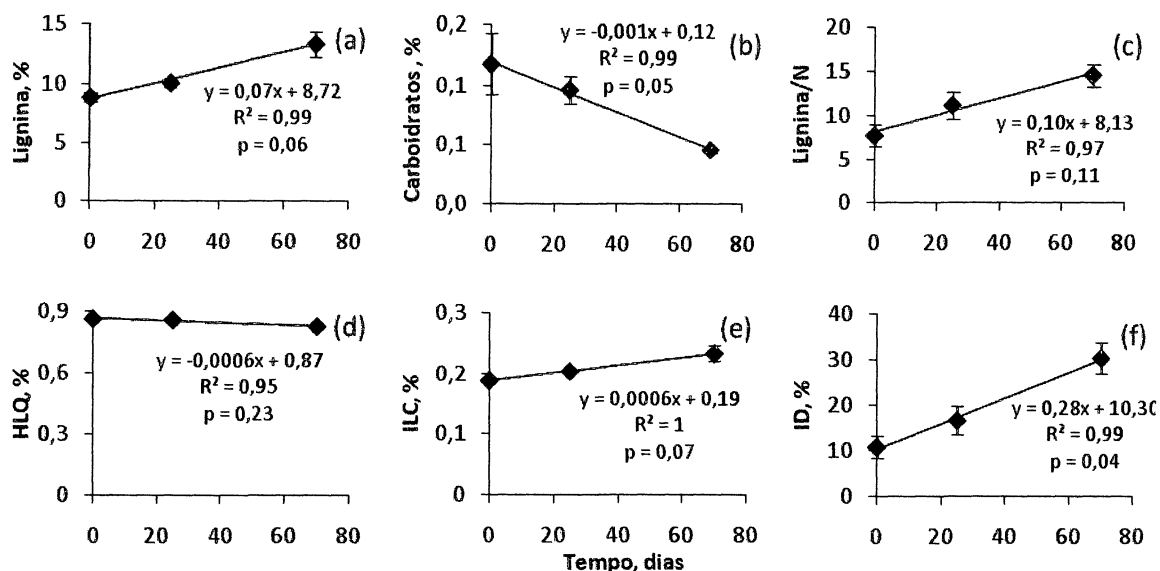 (a)
Lignina, %
15
10
5
0
y = 0,07x + 8,72
R² = 0,99
p = 0,06
0 20 40 60 80
(b)
Carboidratos , %
0,2
0,1
0,1
0,0
y = -0,001x + 0,12
R² = 0,99
p = 0,05
0 20 40 60 80
(c)
Lignina/N
20
15
10
5
0
y = 0,10x + 8,13
R² = 0,97
p = 0,11
0 20 40 60 80
(d)
HLQ, %
0,9
0,6
0,3
0
y = -0,0006x + 0,87
R² = 0,95
p = 0,23
0 20 40 60 80
(e)
ILC, %
0,3
0,2
0,1
0
y = 0,0006x + 0,19
R² = 1
p = 0,07
0 20 40 60 80
Tempo, dias
(f)
ID, %
40
30
20
10
0
y = 0,28x + 10,30
R² = 0,99
p = 0,04
0 20 40 60 80